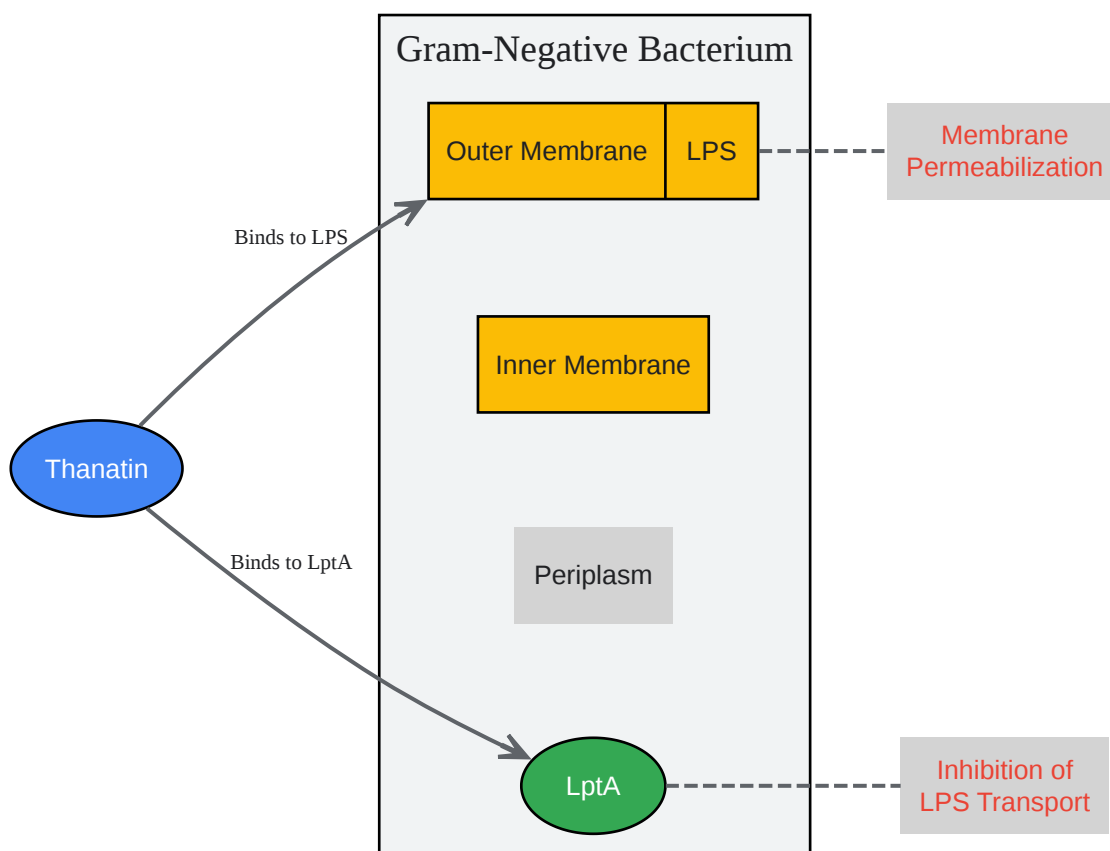 Gram-Negative Bacterium
Outer Membrane
LPS
Membrane
Permeabilization
Binds to LPS
Inner Membrane
Thanatin
Binds to LptA
Periplasm
LptA
Inhibition of
LPS Transport